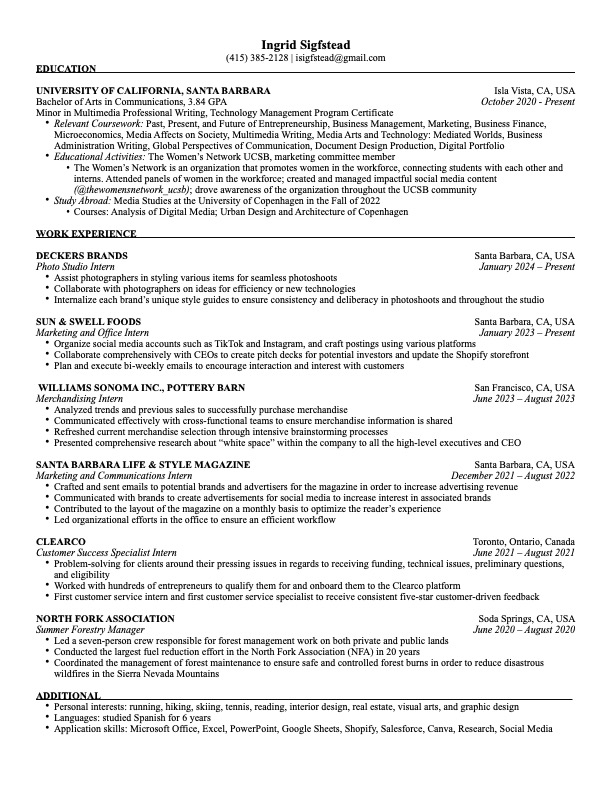 Ingrid Sigfstead
(415) 385-2128 | isigfstead@gmail.com
EDUCATION
UNIVERSITY OF CALIFORNIA, SANTA BARBARA Isla Vista, CA, USA
Bachelor of Arts in Communications, 3.84 GPA October 2020 - Present
Minor in Multimedia Professional Writing, Technology Management Program Certificate
• Relevant Coursework: Past, Present, and Future of Entrepreneurship, Business Management, Marketing, Business Finance,
Microeconomics, Media Affects on Society, Multimedia Writing, Media Arts and Technology: Mediated Worlds, Business
Administration Writing, Global Perspectives of Communication, Document Design Production, Digital Portfolio
• Educational Activities: The Women's Network UCSB, marketing committee member
• The Women's Network is an organization that promotes women in the workforce, connecting students with each other and
interns. Attended panels of women in the workforce; created and managed impactful social media content
(@thewomensnetwork_ucsb); drove awareness of the organization throughout the UCSB community
• Study Abroad: Media Studies at the University of Copenhagen in the Fall of 2022
• Courses: Analysis of Digital Media; Urban Design and Architecture of Copenhagen
WORK EXPERIENCE
DECKERS BRANDS Santa Barbara, CA, USA
Photo Studio Intern January 2024 – Present
• Assist photographers in styling various items for seamless photoshoots
• Collaborate with photographers on ideas for efficiency or new technologies
• Internalize each brand's unique style guides to ensure consistency and deliberacy in photoshoots and throughout the studio
SUN & SWELL FOODS Santa Barbara, CA, USA
Marketing and Office Intern January 2023 – Present
• Organize social media accounts such as TikTok and Instagram, and craft postings using various platforms
• Collaborate comprehensively with CEOs to create pitch decks for potential investors and update the Shopify storefront
• Plan and execute bi-weekly emails to encourage interaction and interest with customers
WILLIAMS SONOMA INC., POTTERY BARN San Francisco, CA, USA
Merchandising Intern June 2023 – August 2023
• Analyzed trends and previous sales to successfully purchase merchandise
• Communicated effectively with cross-functional teams to ensure merchandise information is shared
• Refreshed current merchandise selection through intensive brainstorming processes
• Presented comprehensive research about “white space” within the company to all the high-level executives and CEO
SANTA BARBARA LIFE & STYLE MAGAZINE Santa Barbara, CA, USA
Marketing and Communications Intern December 2021 – August 2022
• Crafted and sent emails to potential brands and advertisers for the magazine in order to increase advertising revenue
• Communicated with brands to create advertisements for social media to increase interest in associated brands
• Contributed to the layout of the magazine on a monthly basis to optimize the reader's experience
• Led organizational efforts in the office to ensure an efficient workflow
CLEARCO Toronto, Ontario, Canada
Customer Success Specialist Intern June 2021 – August 2021
• Problem-solving for clients around their pressing issues in regards to receiving funding, technical issues, preliminary questions,
and eligibility
• Worked with hundreds of entrepreneurs to qualify them for and onboard them to the Clearco platform
• First customer service intern and first customer service specialist to receive consistent five-star customer-driven feedback
NORTH FORK ASSOCIATION Soda Springs, CA, USA
Summer Forestry Manager June 2020 – August 2020
• Led a seven-person crew responsible for forest management work on both private and public lands
• Conducted the largest fuel reduction effort in the North Fork Association (NFA) in 20 years
• Coordinated the management of forest maintenance to ensure safe and controlled forest burns in order to reduce disastrous
wildfires in the Sierra Nevada Mountains
ADDITIONAL
• Personal interests: running, hiking, skiing, tennis, reading, interior design, real estate, visual arts, and graphic design
• Languages: studied Spanish for 6 years
• Application skills: Microsoft Office, Excel, PowerPoint, Google Sheets, Shopify, Salesforce, Canva, Research, Social Media